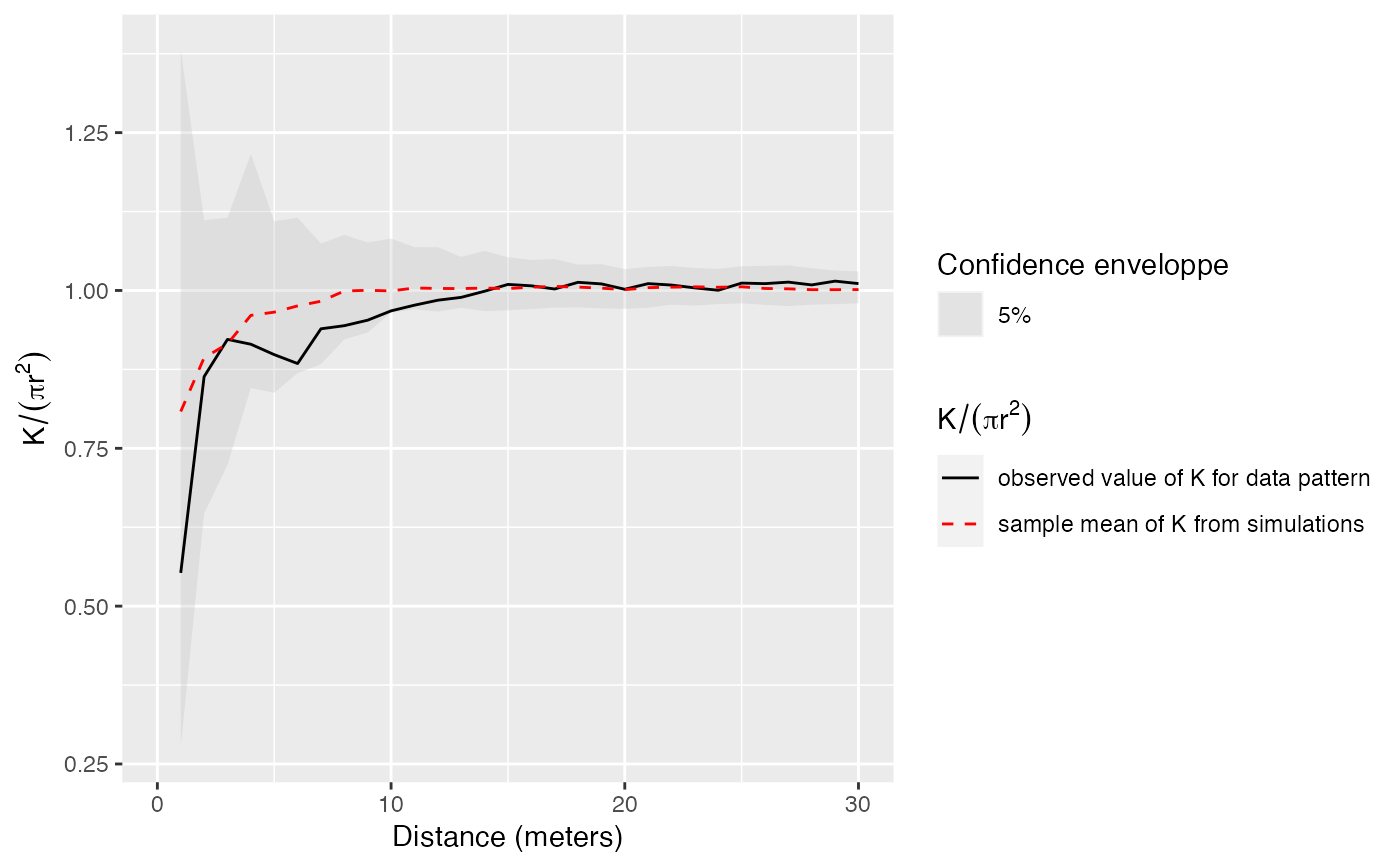 1.25
1.00
0.75
0.50
0.25
K/(πr²)
0
10
20
30
Distance (meters)
Confidence enveloppe
5%
K/(πr²)
observed value of K for data pattern
sample mean of K from simulations